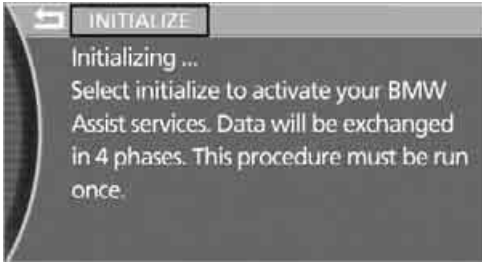 INITIALIZE
Initializing ...
Select initialize to activate your BMW
Assist services. Data will be exchanged
in 4 phases. This procedure must be run
once.